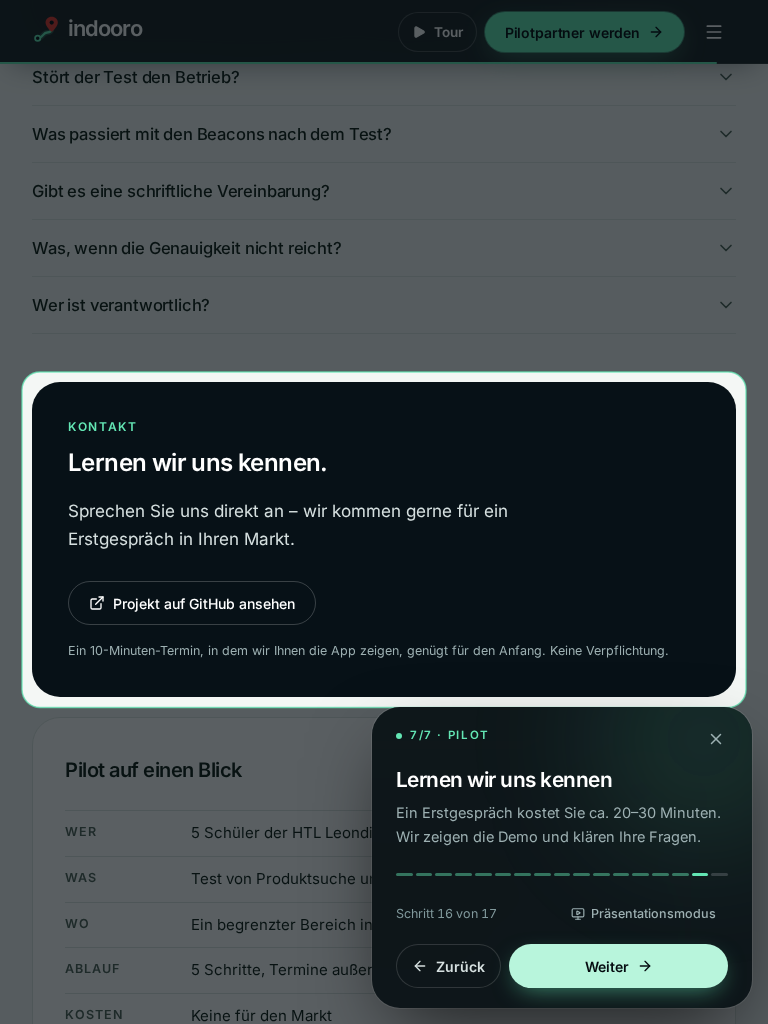 indooro
Tour
Pilotpartner werden
Stört der Test den Betrieb?
Was passiert mit den Beacons nach dem Test?
Gibt es eine schriftliche Vereinbarung?
Was, wenn die Genauigkeit nicht reicht?
Wer ist verantwortlich?
KONTAKT
Lernen wir uns kennen.
Sprechen Sie uns direkt an – wir kommen gerne für ein
Erstgespräch in Ihren Markt.
Projekt auf GitHub ansehen
Ein 10-Minuten-Termin, in dem wir Ihnen die App zeigen, genügt für den Anfang. Keine Verpflichtung.
Pilot auf einen Blick
WER
5 Schüler der HTL
WAS
Test von Produktsuche
WO
Ein begrenzter Bereich in
ABLAUF
5 Schritte, Termine
KOSTEN
Keine für den Markt
7/7 · PILOT
Lernen wir uns kennen
Ein Erstgespräch kostet Sie ca. 20–30 Minuten.
Wir zeigen die Demo und klären Ihre Fragen.
Schritt 16 von 17
Präsentationsmodus
Zurück
Weiter